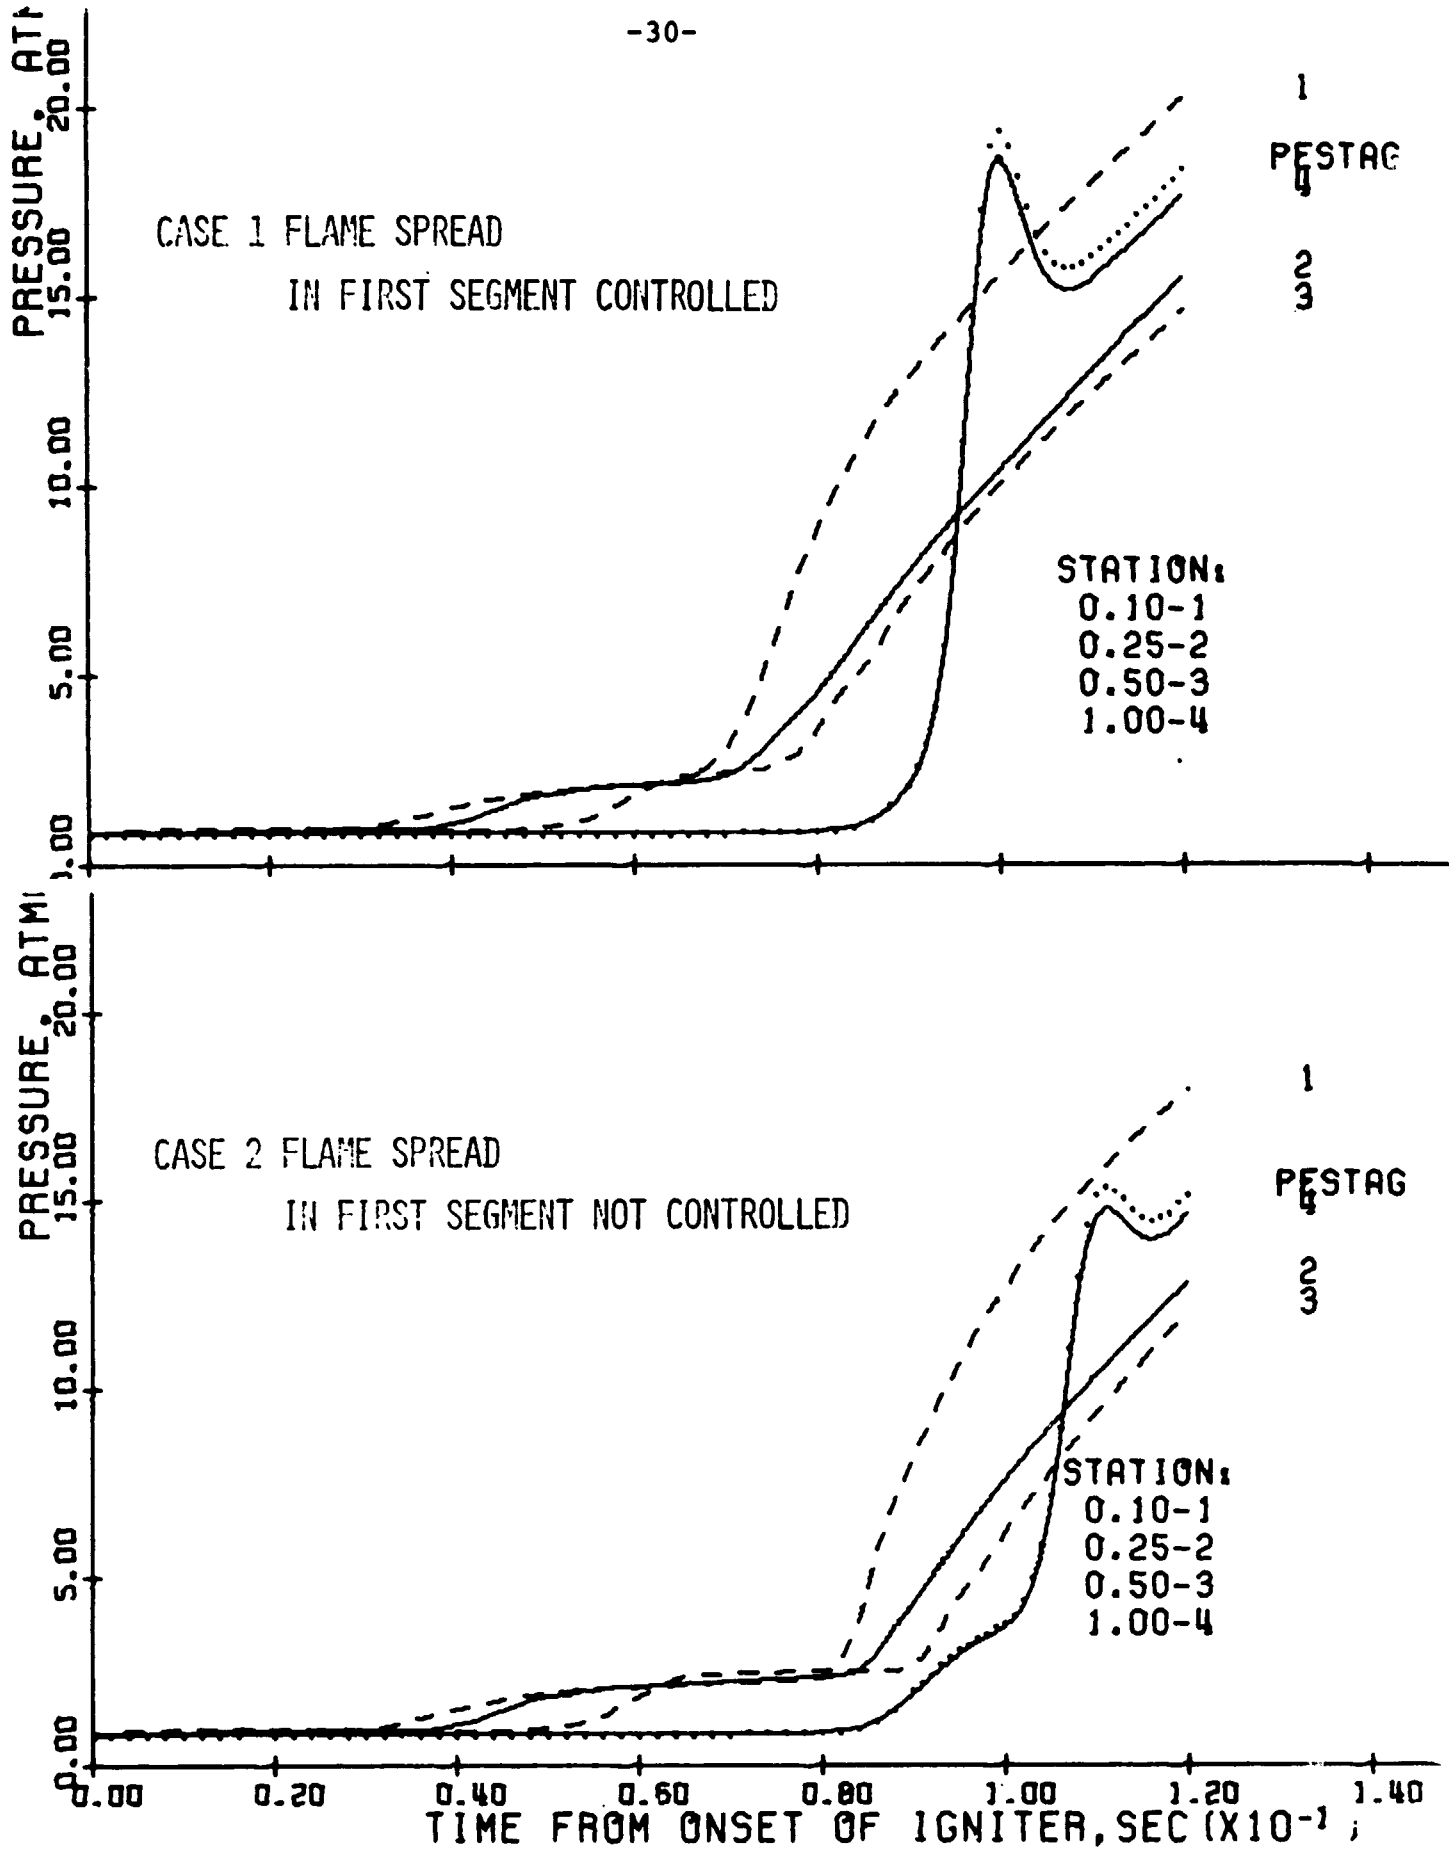 -30-
PRESSURE, ATM
20.00
15.00
10.00
5.00
.00
CASE 1 FLAME SPREAD
IN FIRST SEGMENT CONTROLLED
1
PESTAG
4
2
3
STATION:
0.10-1
0.25-2
0.50-3
1.00-4
PRESSURE, ATM
20.00
15.00
10.00
5.00
0.00
CASE 2 FLAME SPREAD
IN FIRST SEGMENT NOT CONTROLLED
1
PESTAG
4
2
3
STATION:
0.10-1
0.25-2
0.50-3
1.00-4
0.00 0.20 0.40 0.60 0.80 1.00 1.20 1.40
TIME FROM ONSET OF IGNITER, SEC (X10-1)